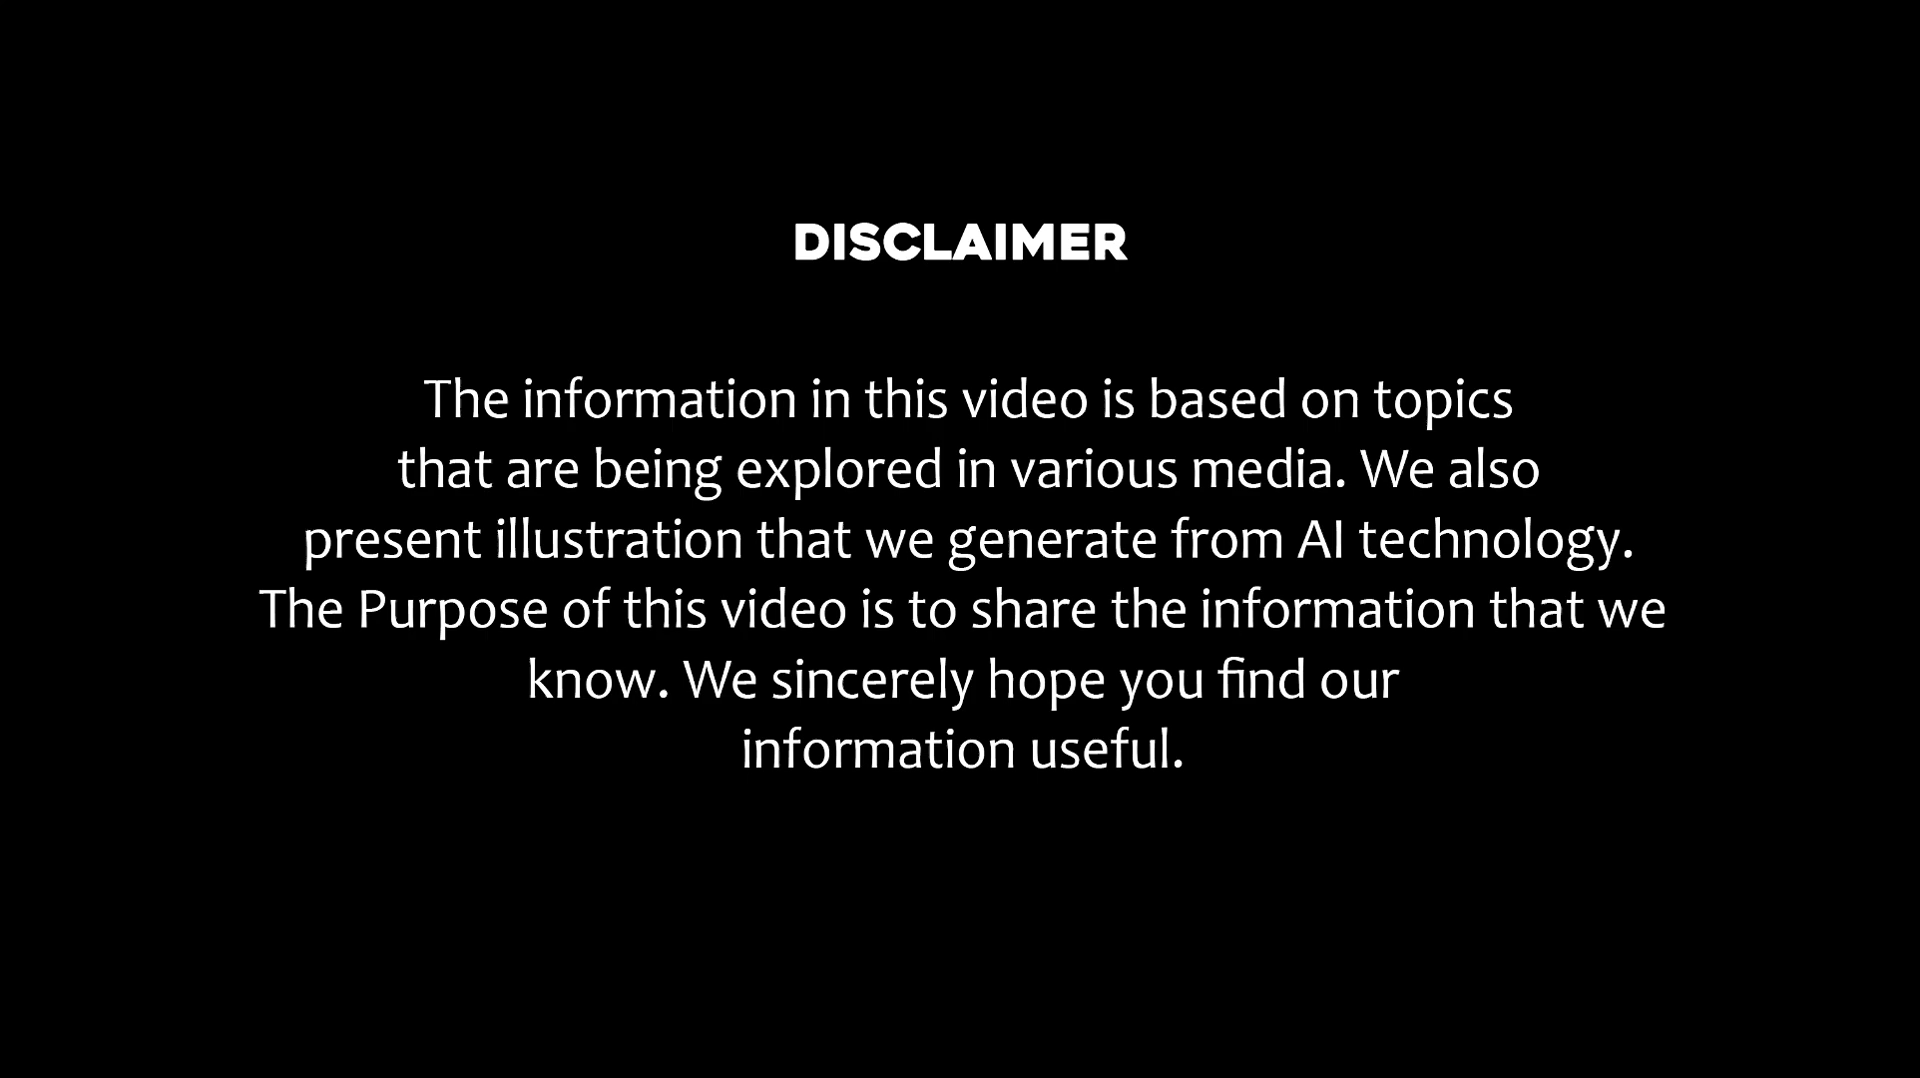 DISCLAIMER
The information in this video is based on topics
that are being explored in various media. We also
present illustration that we generate from AI technology.
The Purpose of this video is to share the information that we
know. We sincerely hope you find our
information useful.